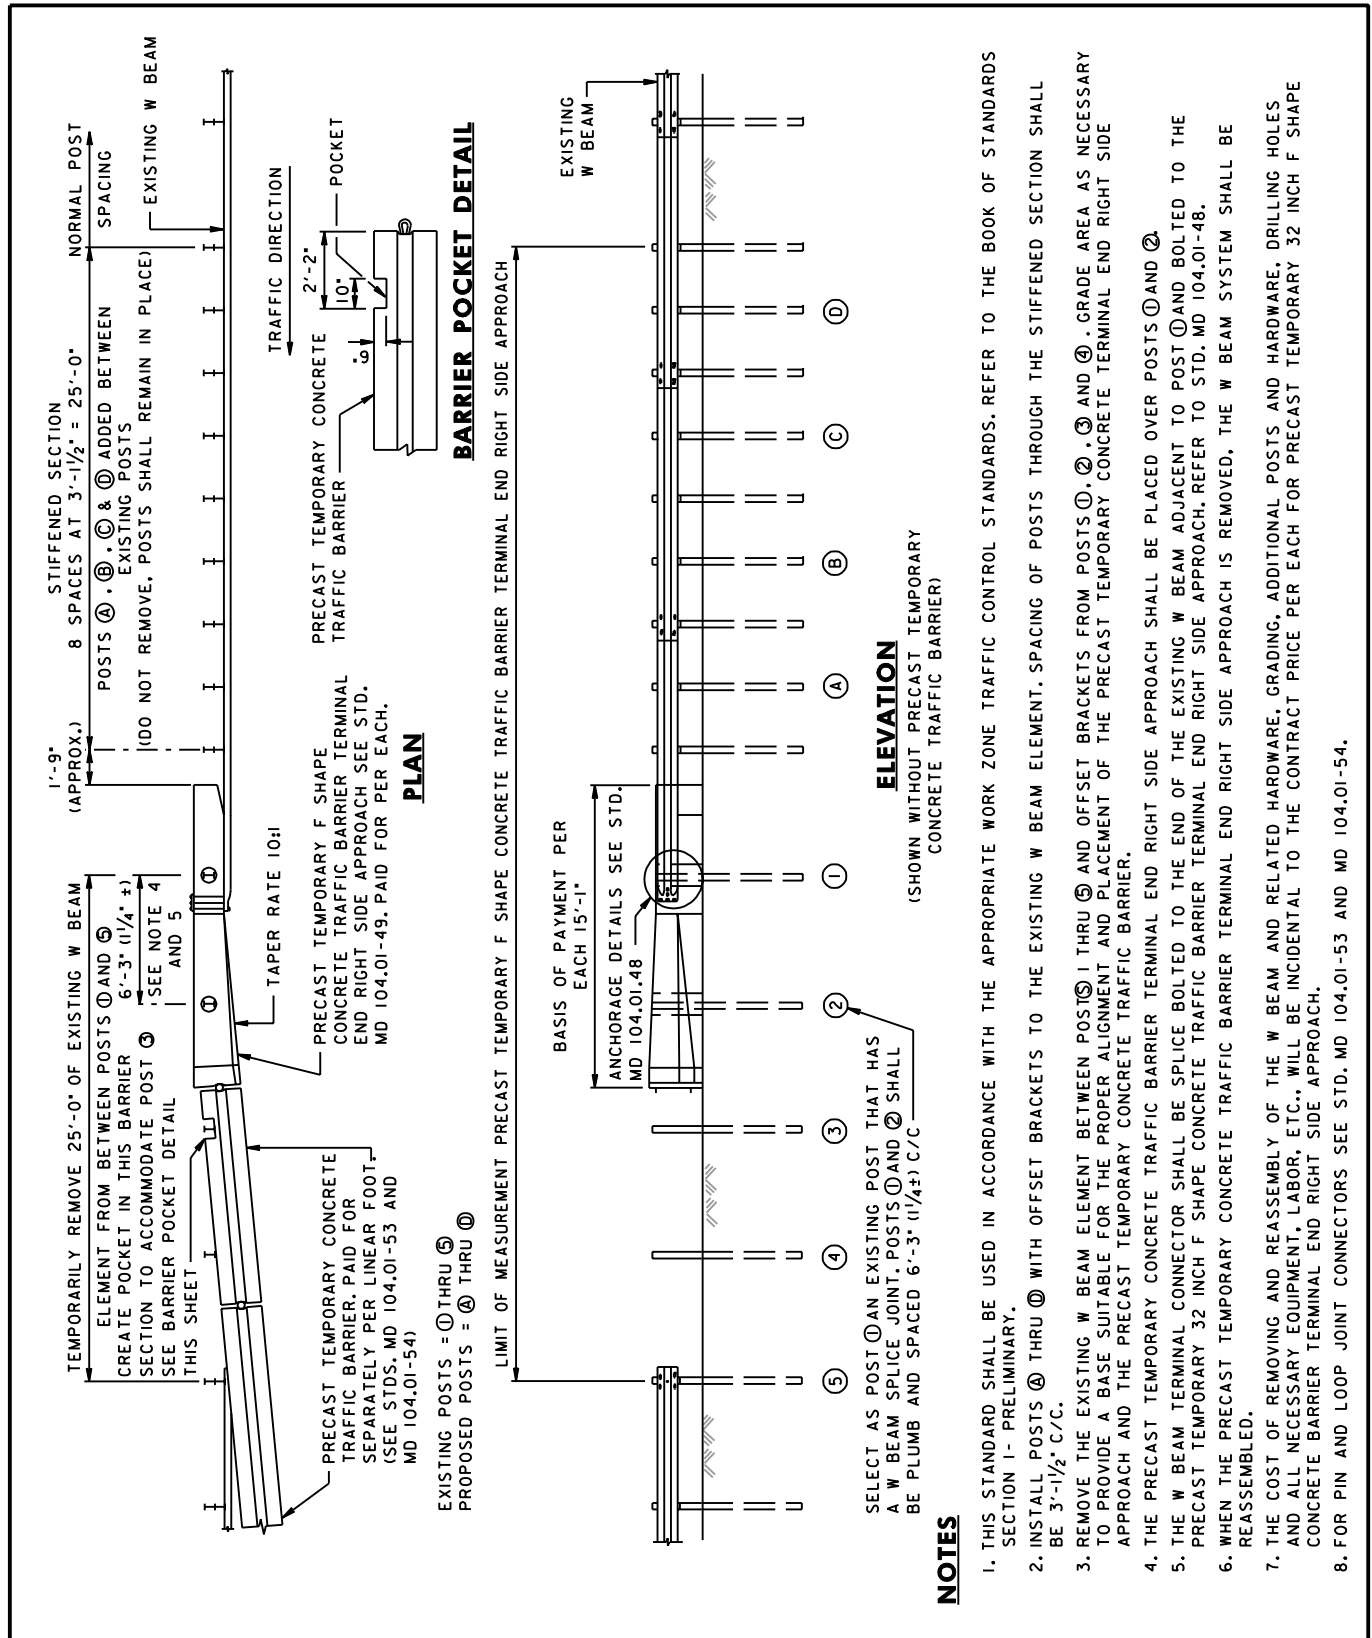 TEMPORARILY REMOVE 25'-0" OF EXISTING W BEAM
ELEMENT FROM BETWEEN POSTS ① AND ⑤
CREATE POCKET IN THIS BARRIER
SECTION TO ACCOMMODATE POST ③
SEE BARRIER POCKET DETAIL
THIS SHEET
6'-3" (1¼" ±)
SEE NOTE 4
AND 5
1'-9"
(APPROX.)
STIFFENED SECTION
8 SPACES AT 3'-1½" = 25'-0"
POSTS Ⓐ, Ⓑ, Ⓒ & Ⓓ ADDED BETWEEN
EXISTING POSTS
(DO NOT REMOVE, POSTS SHALL REMAIN IN PLACE)
NORMAL POST
SPACING
EXISTING W BEAM
TAPER RATE 10:1
PRECAST TEMPORARY CONCRETE
TRAFFIC BARRIER. PAID FOR
SEPARATELY PER LINEAR FOOT.
(SEE STDS. MD 104.01-53 AND
MD 104.01-54)
PRECAST TEMPORARY F SHAPE
CONCRETE TRAFFIC BARRIER TERMINAL
END RIGHT SIDE APPROACH SEE STD.
MD 104.01-49. PAID FOR PER EACH.
PLAN
EXISTING POSTS = ① THRU ⑤
PROPOSED POSTS = Ⓐ THRU Ⓓ
TRAFFIC DIRECTION
PRECAST TEMPORARY CONCRETE
TRAFFIC BARRIER
2'-2"
10"
9"
POCKET
BARRIER POCKET DETAIL
LIMIT OF MEASUREMENT PRECAST TEMPORARY F SHAPE CONCRETE TRAFFIC BARRIER TERMINAL END RIGHT SIDE APPROACH
BASIS OF PAYMENT PER
EACH 15'-1"
ANCHORAGE DETAILS SEE STD.
MD 104.01.48
EXISTING
W BEAM
⑤ ④ ③ ② ① Ⓐ Ⓑ Ⓒ Ⓓ
SELECT AS POST ① AN EXISTING POST THAT HAS
A W BEAM SPLICE JOINT. POSTS ① AND ② SHALL
BE PLUMB AND SPACED 6'-3" (1¼±) C/C
ELEVATION
(SHOWN WITHOUT PRECAST TEMPORARY
CONCRETE TRAFFIC BARRIER)
NOTES
1. THIS STANDARD SHALL BE USED IN ACCORDANCE WITH THE APPROPRIATE WORK ZONE TRAFFIC CONTROL STANDARDS. REFER TO THE BOOK OF STANDARDS
SECTION 1- PRELIMINARY.
2. INSTALL POSTS Ⓐ THRU Ⓓ WITH OFFSET BRACKETS TO THE EXISTING W BEAM ELEMENT. SPACING OF POSTS THROUGH THE STIFFENED SECTION SHALL
BE 3'-1½" C/C.
3. REMOVE THE EXISTING W BEAM ELEMENT BETWEEN POSTS 1 THRU ⑤ AND OFFSET BRACKETS FROM POSTS ①, ②, ③ AND ④. GRADE AREA AS NECESSARY
TO PROVIDE A BASE SUITABLE FOR THE PROPER ALIGNMENT AND PLACEMENT OF THE PRECAST TEMPORARY CONCRETE TERMINAL END RIGHT SIDE
APPROACH AND THE PRECAST TEMPORARY CONCRETE TRAFFIC BARRIER.
4. THE PRECAST TEMPORARY CONCRETE TRAFFIC BARRIER TERMINAL END RIGHT SIDE APPROACH SHALL BE PLACED OVER POSTS ① AND ②.
5. THE W BEAM TERMINAL CONNECTOR SHALL BE SPLICE BOLTED TO THE END OF THE EXISTING W BEAM ADJACENT TO POST ① AND BOLTED TO THE
PRECAST TEMPORARY 32 INCH F SHAPE CONCRETE TRAFFIC BARRIER TERMINAL END RIGHT SIDE APPROACH. REFER TO STD. MD 104.01-48.
6. WHEN THE PRECAST TEMPORARY CONCRETE TRAFFIC BARRIER TERMINAL END RIGHT SIDE APPROACH IS REMOVED, THE W BEAM SYSTEM SHALL BE
REASSEMBLED.
7. THE COST OF REMOVING AND REASSEMBLY OF THE W BEAM AND RELATED HARDWARE, GRADING, ADDITIONAL POSTS AND HARDWARE, DRILLING HOLES
AND ALL NECESSARY EQUIPMENT, LABOR, ETC., WILL BE INCIDENTAL TO THE CONTRACT PRICE PER EACH FOR PRECAST TEMPORARY 32 INCH F SHAPE
CONCRETE BARRIER TERMINAL END RIGHT SIDE APPROACH.
8. FOR PIN AND LOOP JOINT CONNECTORS SEE STD. MD 104.01-53 AND MD 104.01-54.